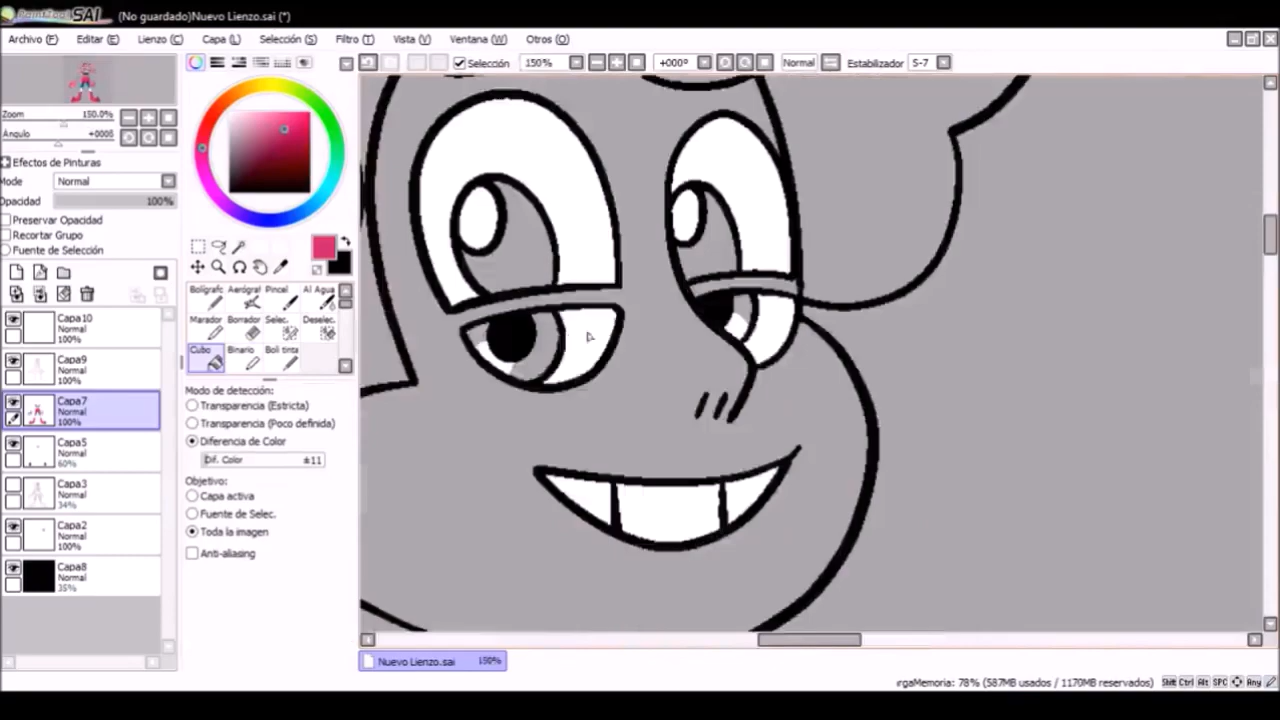 PaintTool SAI (No guardado)Nuevo Lienzo.sai (*)
Archivo (F) Editar (E) Lienzo (C) Capa (L) Selección (S) Filtro (T) Vista (V) Ventana (W) Otros (O)
Selección 150% +000º Normal Estabilizador S-7
Zoom 150.0%
Ángulo +000ß
Efectos de Pinturas
Mode Normal
Opacidad 100%
Preservar Opacidad
Recortar Grupo
Fuente de Selección
Capa10
Normal
100%
Capa9
Normal
100%
Capa7
Normal
100%
Capa5
Normal
60%
Capa3
Normal
34%
Capa2
Normal
100%
Capa8
Normal
35%
Bolígrafo Aerógraf Pincel Al Agua
Marador Borrador Selec. Deselec.
Cubo Binario Boli tinta
Modo de detección:
Transparencia (Estricta)
Transparencia (Poco definida)
Diferencia de Color
Dif. Color ±11
Objetivo:
Capa activa
Fuente de Selec.
Toda la imagen
Anti-aliasing
Nuevo Lienzo.sai 150%
rgaMemoria: 78% (587MB usados / 1170MB reservados) Shift Ctrl Alt SPC Any